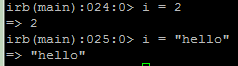 irb(main):024:0> i = 2
=> 2
irb(main):025:0> i = "hello"
=> "hello"